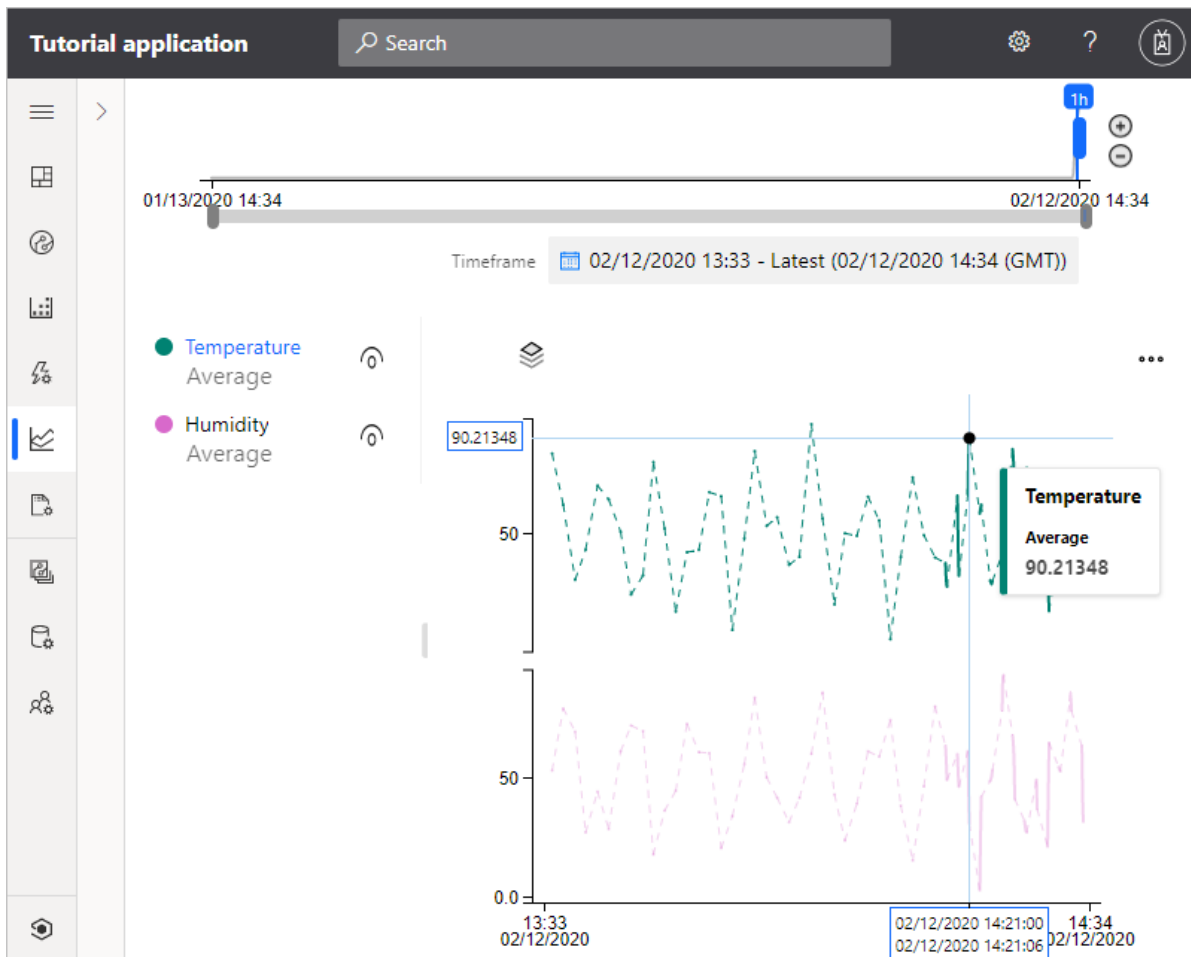 Tutorial application
Search
1h
01/13/2020 14:34
02/12/2020 14:34
Timeframe
02/12/2020 13:33 - Latest (02/12/2020 14:34 (GMT))
Temperature
Average
Humidity
Average
90.21348
50
Temperature
Average
90.21348
50
0.0
13:33
02/12/2020
02/12/2020 14:21:00
02/12/2020 14:21:06
14:34
02/12/2020